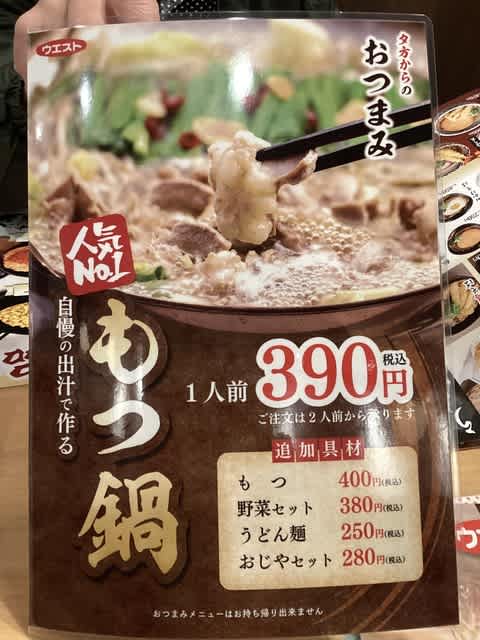 ウエスト
夕方からの
おつまみ
人気
No.1
自慢の出汁で作る
もつ鍋
1人前 390円 税込
ご注文は2人前から承ります
追加具材
もつ 400円(税込)
野菜セット 380円(税込)
うどん麺 250円(税込)
おじやセット 280円(税込)
おつまみメニューはお持ち帰り出来ません